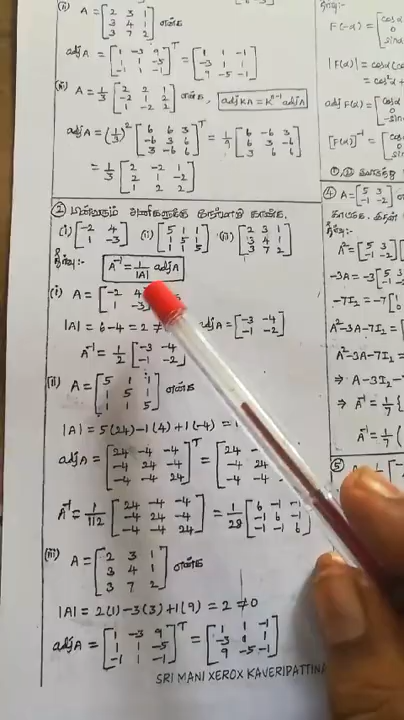 (ii) A = [2 3 1; 3 4 1; 3 7 2] என்க
adj A = [1 -3 9; 1 1 -5; -1 1 -1]ᵀ = [1 1 -1; -3 1 1; 9 -5 -1]
(iii) A = 1/3 [2 2 1; -2 1 2; 1 -2 2] என்க, adj KA = Kⁿ⁻¹ adj A
adj A = (1/3)² [6 6 3; -6 3 6; 3 -6 6]ᵀ = 1/9 [6 -6 3; 6 3 -6; 3 6 6]
= 1/3 [2 -2 1; 2 1 -2; 1 2 2]
② பின்வரும் அணிகளுக்கு நேர்மாறு காண்க.
(i) [-2 4; 1 -3] (ii) [5 1 1; 1 5 1; 1 1 5] (iii) [2 3 1; 3 4 1; 3 7 2]
தீர்வு: A⁻¹ = 1/|A| adj A
(i) A = [-2 4; 1 -3]
|A| = 6-4 = 2 ≠ adj A = [-3 -4; -1 -2]
A⁻¹ = 1/2 [-3 -4; -1 -2]
(ii) A = [5 1 1; 1 5 1; 1 1 5] என்க
|A| = 5(24) -1(4) +1(-4) = 1
adj A = [24 -4 -4; -4 24 -4; -4 -4 24]ᵀ = [24 -4; -4 24; -4 -4
A⁻¹ = 1/112 [24 -4 -4; -4 24 -4; -4 -4 24] = 1/28 [6 -1 -1; -1 6 -1; -1 -1 6]
(iii) A = [2 3 1; 3 4 1; 3 7 2] என்க
|A| = 2(1) -3(3) +1(9) = 2 ≠ 0
adj A = [1 -3 9; 1 1 -5; -1 1 -1]ᵀ = [1 1 -1; -3 1 1; 9 -5 -1]
SRI MANI XEROX KAVERIPATTINA
F(-α) =
|F(α)| = cosα(cos
= cos²α +
adj F(α) =
[F(α)]⁻¹ =
④ A = [5 3; -1 -2]
A² = [5 3; -1 -2]
-3A = -3[5 3; -1 -2]
-7I₂ = -7[
A²-3A-7I₂ =
A²-3A-7I₂ =
⇒ A-3I₂-7
⇒ A⁻¹ = 1/7 {
A⁻¹ = 1/7 {
⑤